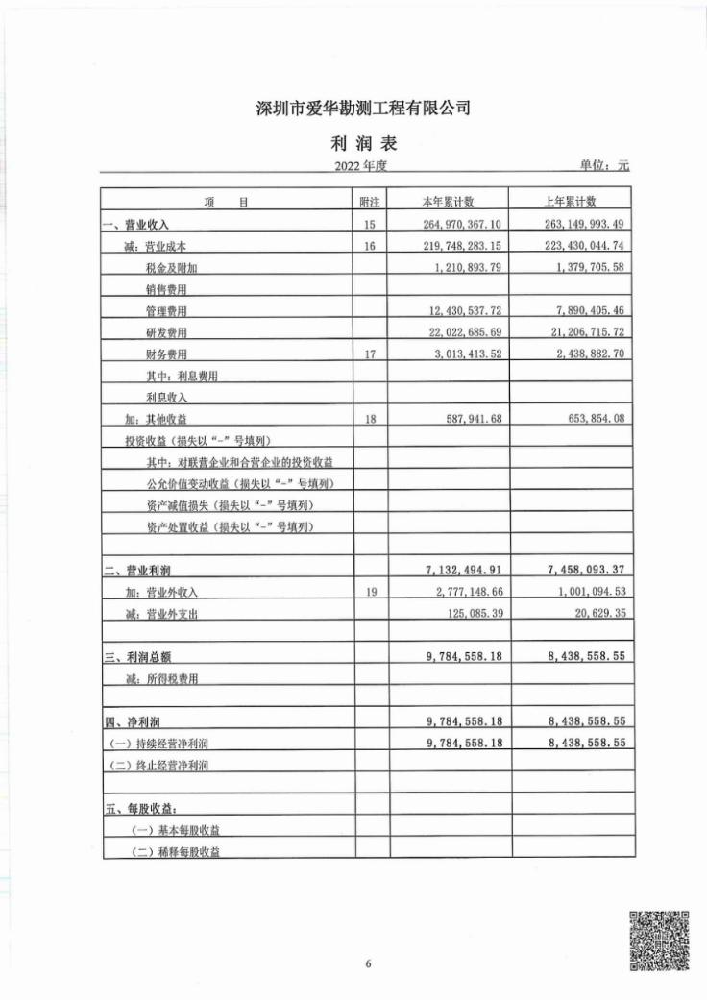 深圳市爱华勘测工程有限公司
利 润 表
2022 年度 单位：元
项 目 附注 本年累计数 上年累计数
一、营业收入 15 264,970,367.10 263,149,993.49
减：营业成本 16 219,748,283.15 223,430,044.74
税金及附加 1,210,893.79 1,379,705.58
销售费用
管理费用 12,430,537.72 7,890,405.46
研发费用 22,022,685.69 21,206,715.72
财务费用 17 3,013,413.52 2,438,882.70
其中：利息费用
利息收入
加：其他收益 18 587,941.68 653,854.08
投资收益（损失以“-”号填列）
其中：对联营企业和合营企业的投资收益
公允价值变动收益（损失以“-”号填列）
资产减值损失（损失以“-”号填列）
资产处置收益（损失以“-”号填列）
二、营业利润 7,132,494.91 7,458,093.37
加：营业外收入 19 2,777,148.66 1,001,094.53
减：营业外支出 125,085.39 20,629.35
三、利润总额 9,784,558.18 8,438,558.55
减：所得税费用
四、净利润 9,784,558.18 8,438,558.55
（一）持续经营净利润 9,784,558.18 8,438,558.55
（二）终止经营净利润
五、每股收益：
（一）基本每股收益
（二）稀释每股收益
6